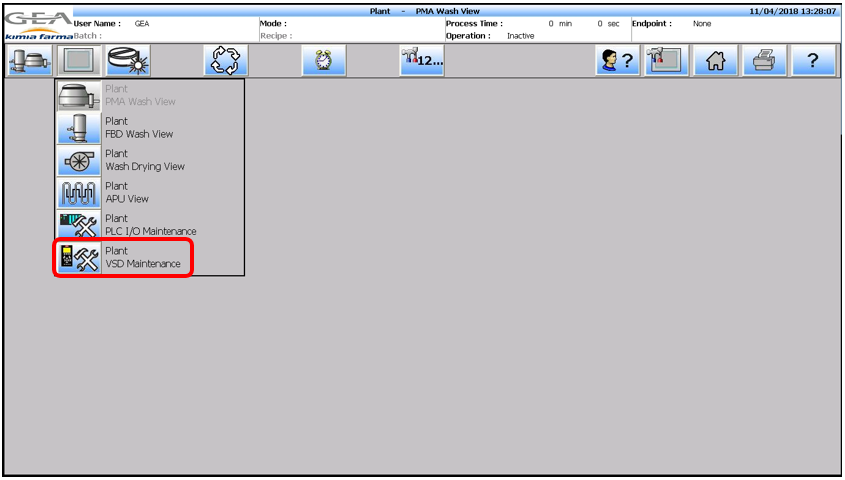 Plant - PMA Wash View 11/04/2018 13:28:07
GEA
kimia farma
User Name : GEA
Batch :
Mode :
Recipe :
Process Time : 0 min 0 sec
Operation : Inactive
Endpoint : None
12...
?
?
Plant
PMA Wash View
Plant
FBD Wash View
Plant
Wash Drying View
Plant
APU View
Plant
PLC I/O Maintenance
Plant
VSD Maintenance